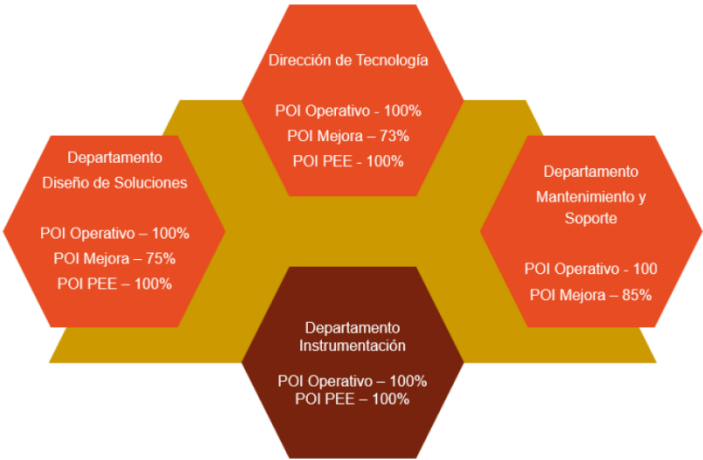 Dirección de Tecnología
POI Operativo - 100%
POI Mejora – 73%
POI PEE - 100%
Departamento
Diseño de Soluciones
POI Operativo – 100%
POI Mejora – 75%
POI PEE – 100%
Departamento
Mantenimiento y
Soporte
POI Operativo - 100
POI Mejora – 85%
Departamento
Instrumentación
POI Operativo – 100%
POI PEE – 100%